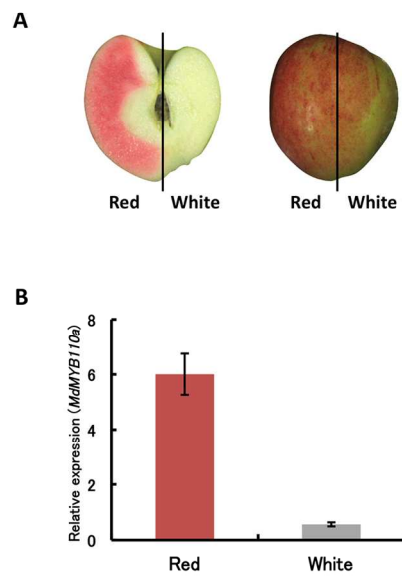 A
Red White Red White
B
Relative expression (MdMYB110a)
8
6
4
2
0
Red White